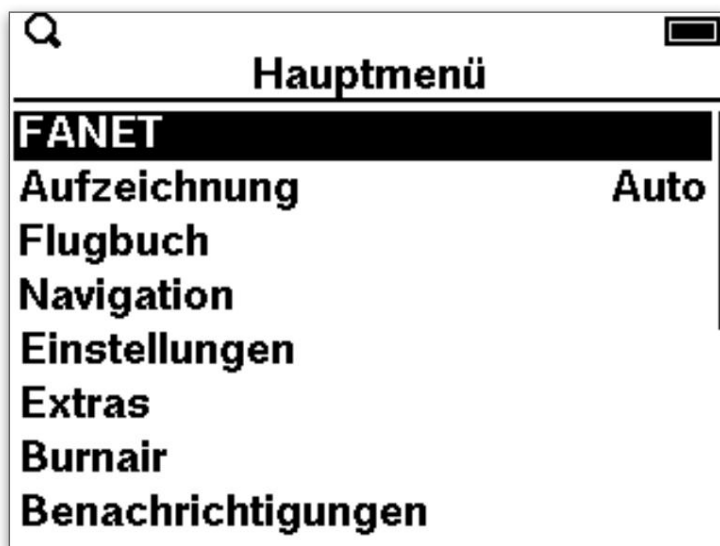 Hauptmenü
FANET
Aufzeichnung Auto
Flugbuch
Navigation
Einstellungen
Extras
Burnair
Benachrichtigungen